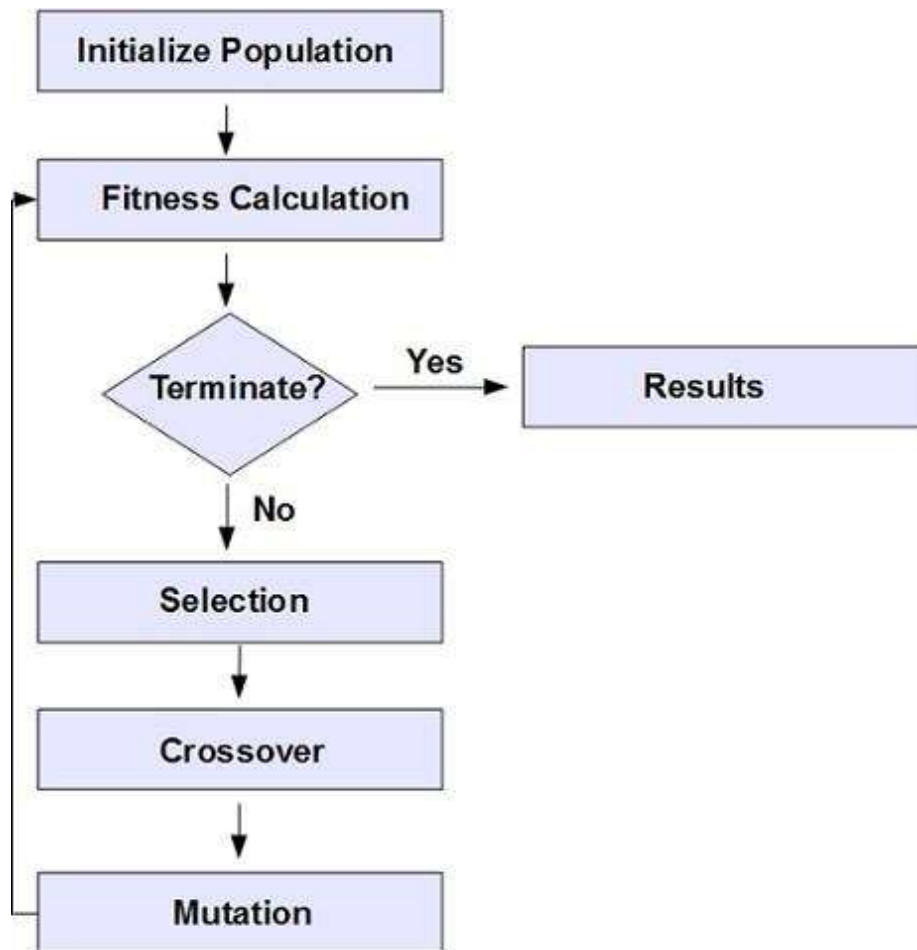 Initialize Population
Fitness Calculation
Terminate?
Yes
Results
No
Selection
Crossover
Mutation